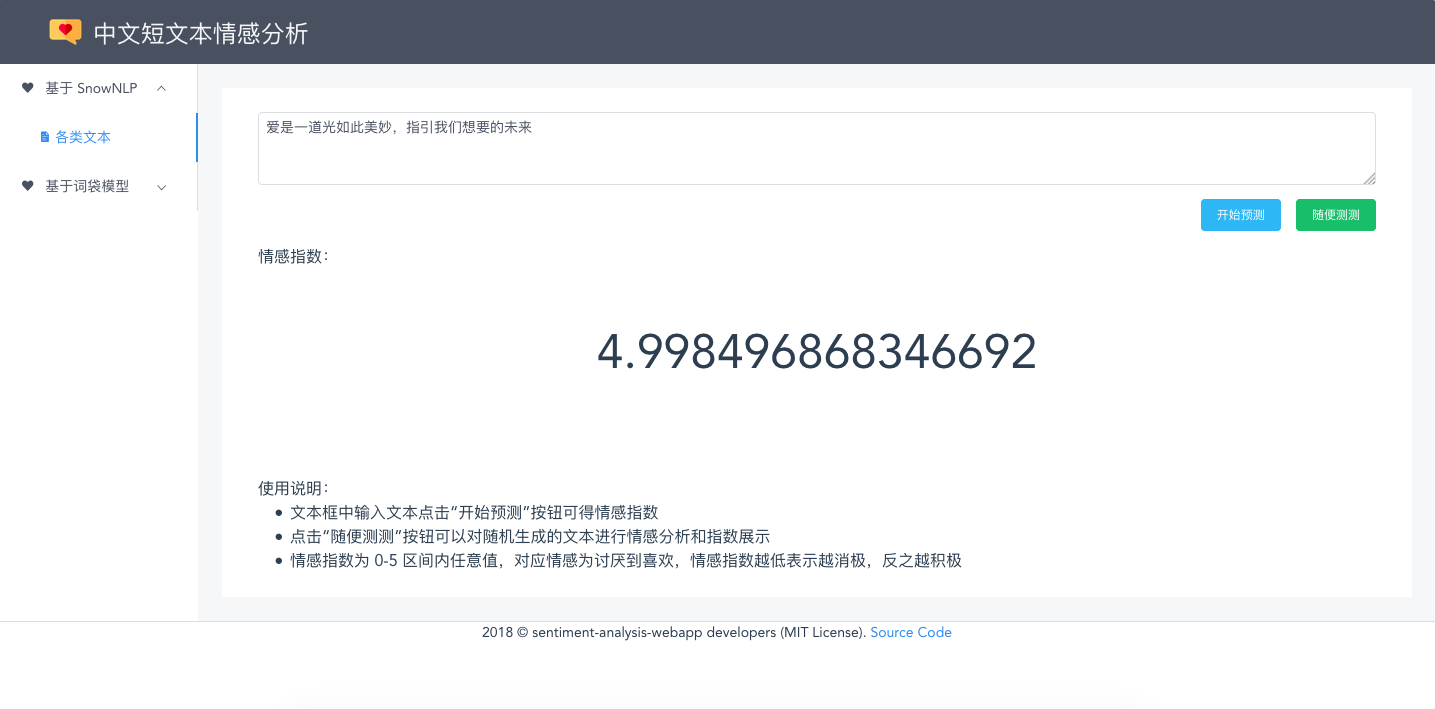 中文短文本情感分析
基于 SnowNLP
各类文本
基于词袋模型
爱是一道光如此美妙，指引我们想要的未来
开始预测 随便测测
情感指数：
4.998496868346692
使用说明：
文本框中输入文本点击“开始预测”按钮可得情感指数
点击“随便测测”按钮可以对随机生成的文本进行情感分析和指数展示
情感指数为 0-5 区间内任意值，对应情感为讨厌到喜欢，情感指数越低表示越消极，反之越积极
2018 © sentiment-analysis-webapp developers (MIT License). Source Code